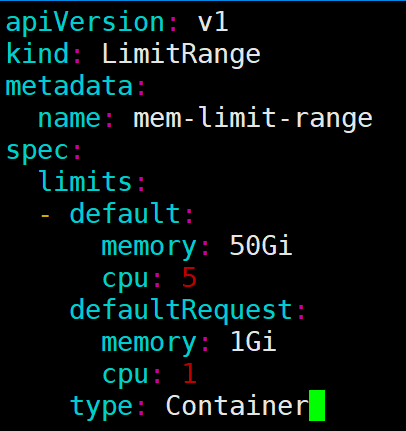 apiVersion: v1
kind: LimitRange
metadata:
  name: mem-limit-range
spec:
  limits:
  - default:
      memory: 50Gi
      cpu: 5
    defaultRequest:
      memory: 1Gi
      cpu: 1
    type: Container